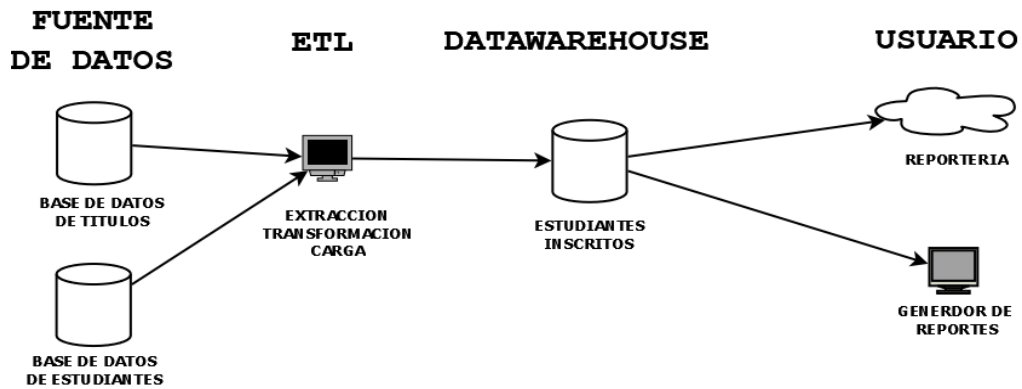 FUENTE
DE DATOS
ETL
DATAWAREHOUSE
USUARIO
BASE DE DATOS
DE TITULOS
EXTRACCION
TRANSFORMACION
CARGA
ESTUDIANTES
INSCRITOS
REPORTERIA
GENERDOR DE
REPORTES
BASE DE DATOS
DE ESTUDIANTES